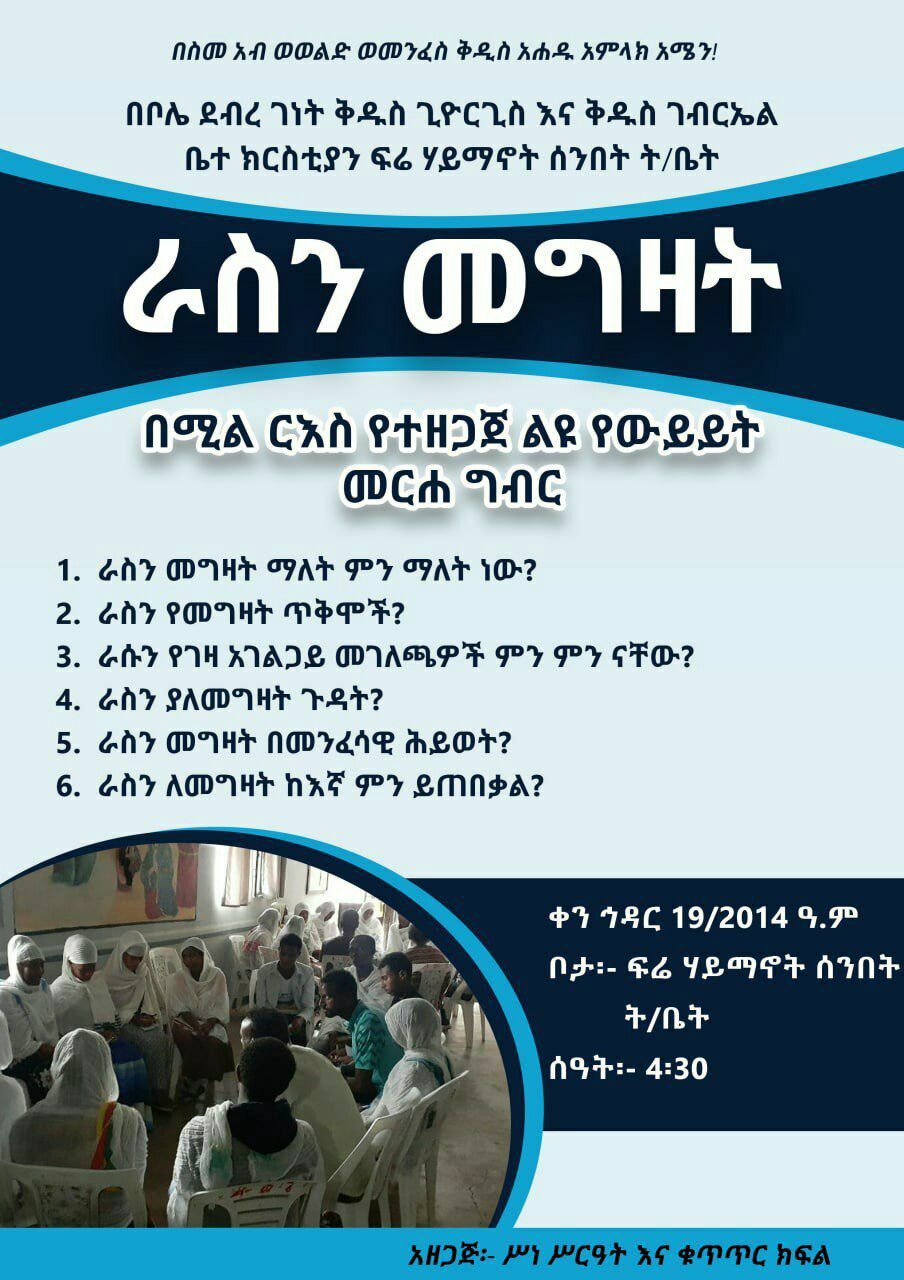 በስመ አብ ወወልድ ወመንፈስ ቅዲስ አሐዱ አምላክ አሜን!
በቦሌ ደብረ ገነት ቅዱስ ጊዮርጊስ እና ቅዱስ ገብርኤል
ቤተ ክርስቲያን ፍሬ ሃይማኖት ሰንበት ት/ቤት
ራስን መግዛት
በሚል ርእስ የተዘጋጀ ልዩ የውይይት
መርሐ ግብር
1. ራስን መግዛት ማለት ምን ማለት ነው?
2. ራስን የመግዛት ጥቅሞች?
3. ራሱን የገዛ አገልጋይ መገለጫዎች ምን ምን ናቸው?
4. ራስን ያለመግዛት ጉዳት?
5. ራስን መግዛት በመንፈሳዊ ሕይወት?
6. ራስን ለመግዛት ከእኛ ምን ይጠበቃል?
ቀን ኅዳር 19/2014 ዓ.ም
ቦታ፡- ፍሬ ሃይማኖት ሰንበት
ት/ቤት
ሰዓት፡- 4፡30
አዘጋጅ፡- ሥነ ሥርዓት እና ቁጥጥር ክፍል